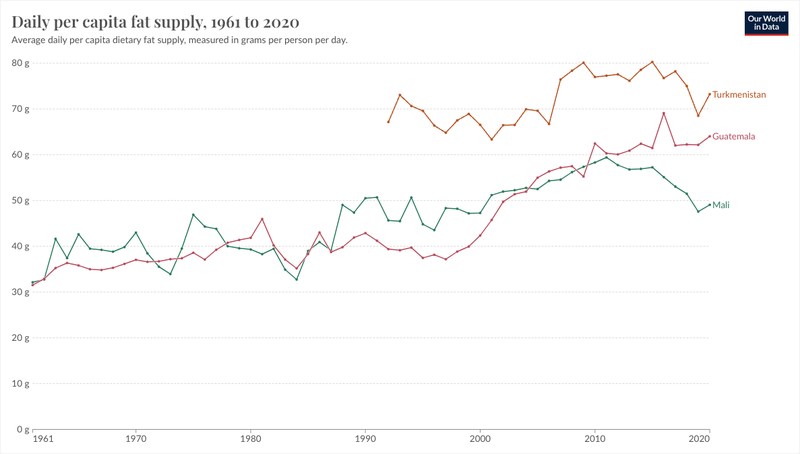 Daily per capita fat supply, 1961 to 2020
Average daily per capita dietary fat supply, measured in grams per person per day.
Our World
in Data
80 g
70 g
60 g
50 g
40 g
30 g
20 g
10 g
0 g
Turkmenistan
Guatemala
Mali
1961
1970
1980
1990
2000
2010
2020